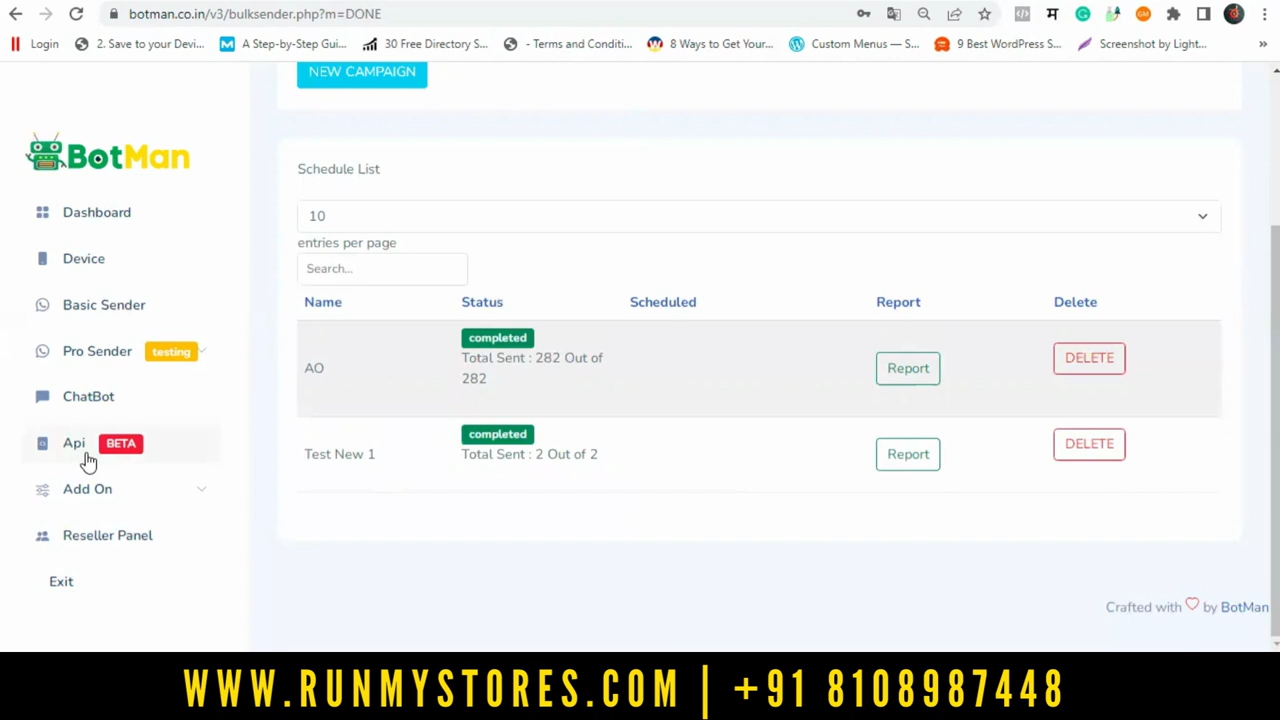 botman.co.in/v3/bulksender.php?m=DONE
Login
2. Save to your Devi...
A Step-by-Step Gui...
30 Free Directory S...
- Terms and Conditi...
8 Ways to Get Your...
Custom Menus — S...
9 Best WordPress S...
Screenshot by Light...
»
NEW CAMPAIGN
BotMan
Dashboard
Device
Basic Sender
Pro Sender testing
ChatBot
Api BETA
Add On
Reseller Panel
Exit
Schedule List
10
entries per page
Search...
Name Status Scheduled Report Delete
completed
AO Total Sent : 282 Out of Report DELETE
282
completed
Test New 1 Total Sent : 2 Out of 2 Report DELETE
Crafted with ♡ by BotMan
WWW.RUNMYSTORES.COM | +91 8108987448